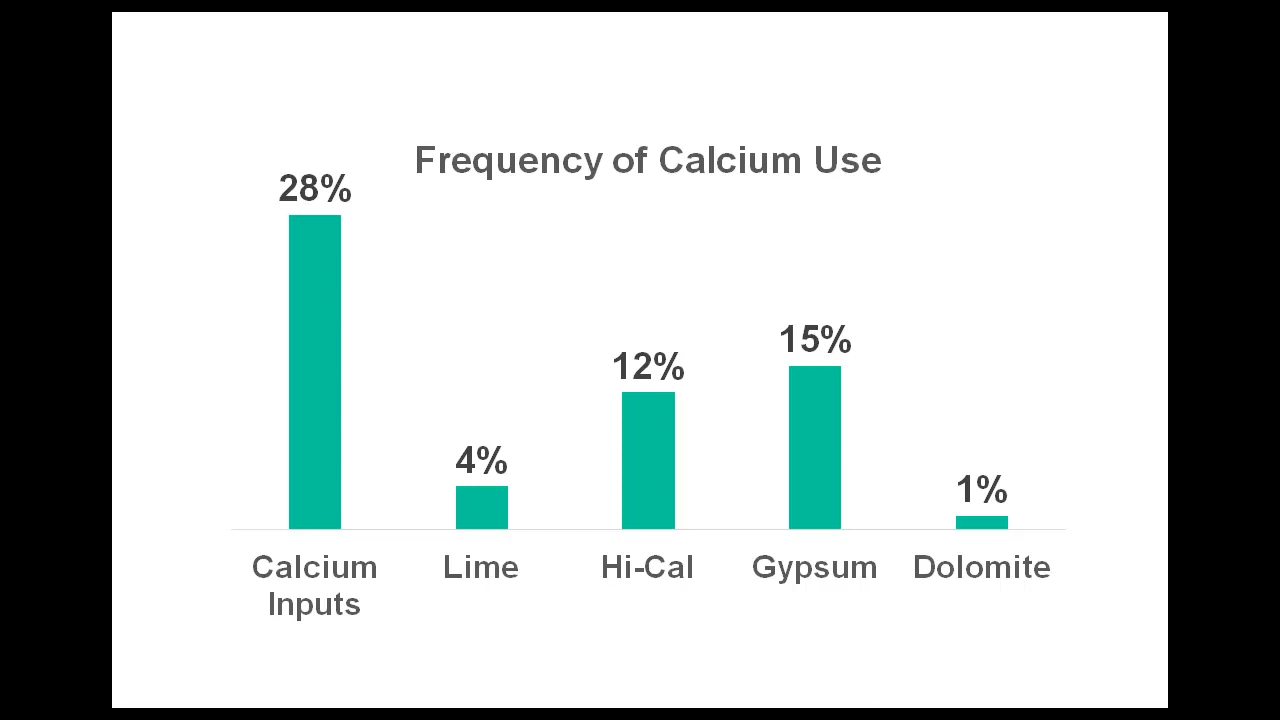 Frequency of Calcium Use
28%
4%
12%
15%
1%
Calcium
Inputs
Lime
Hi-Cal
Gypsum
Dolomite